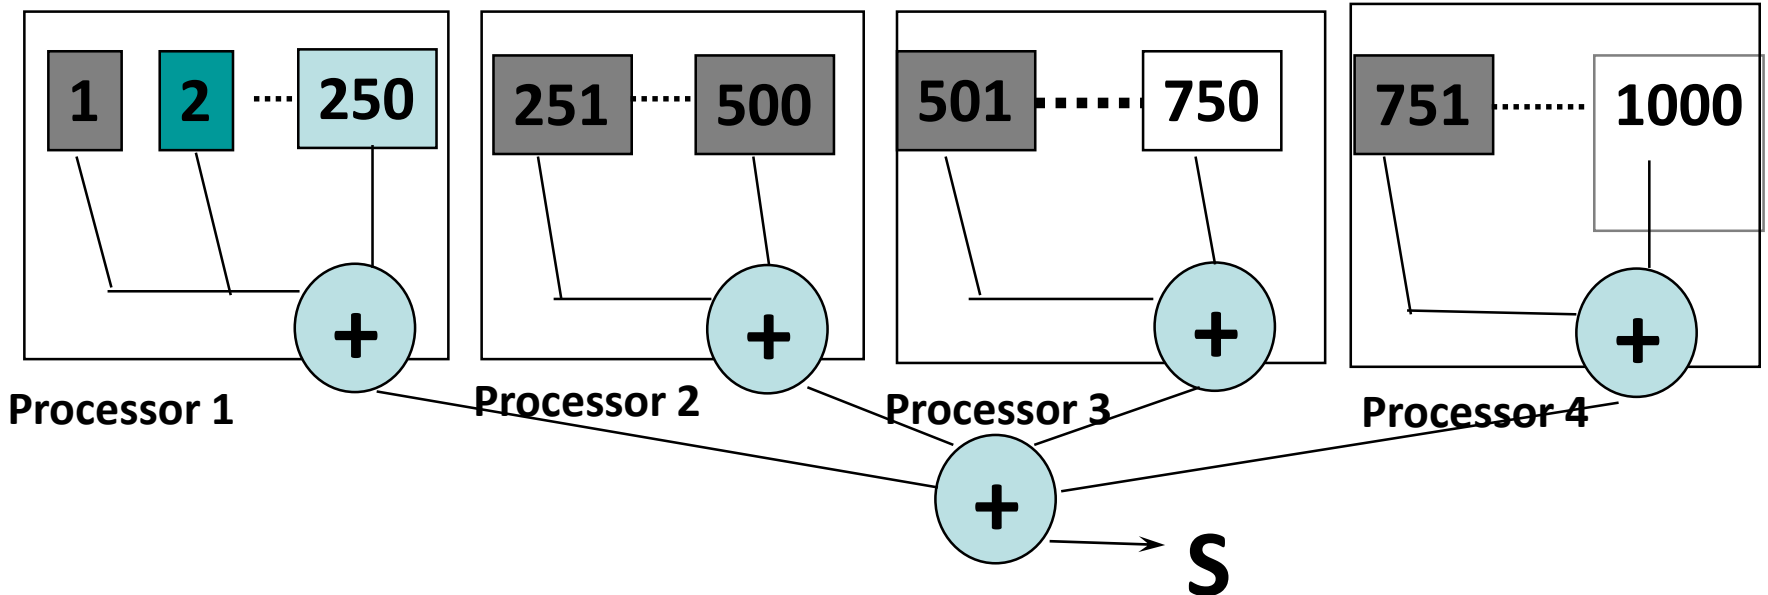 1 2 250 251 500 501 750 751 1000
+ + + +
Processor 1 Processor 2 Processor 3 Processor 4
+
S